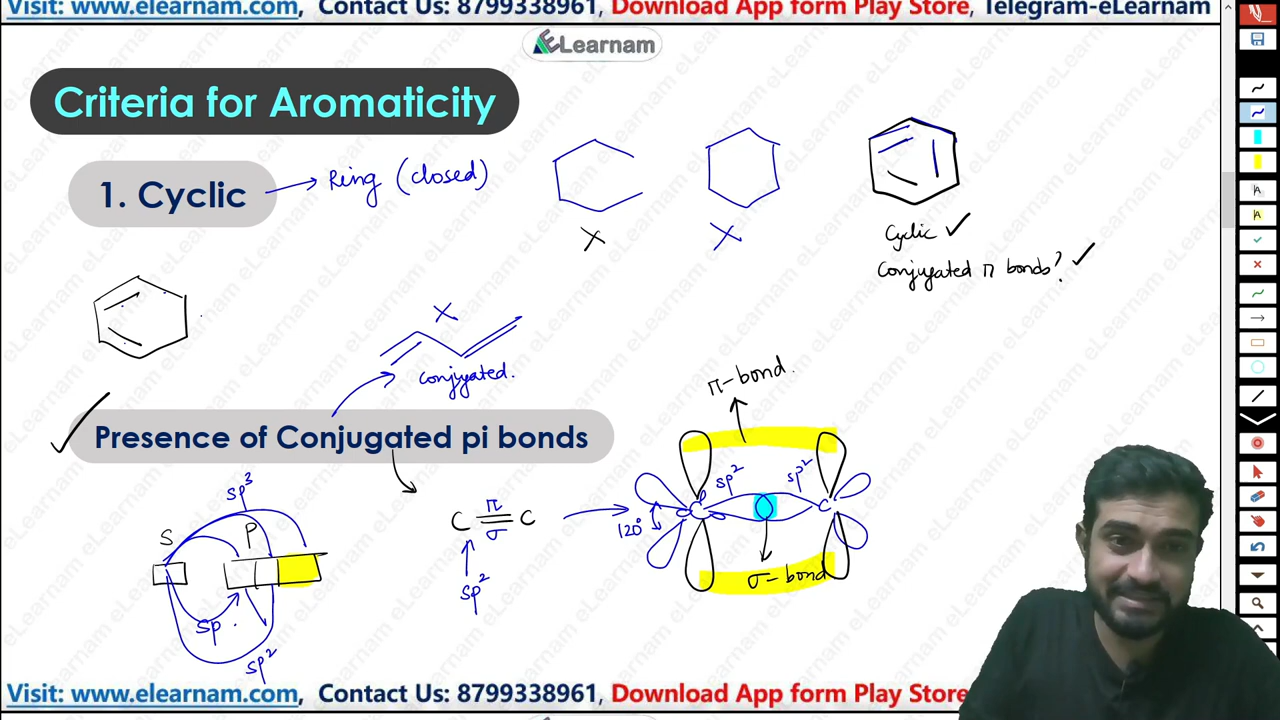 Visit: www.elearnam.com, Contact Us: 8799338961, Download App form Play Store, Telegram-eLearnam
ELearnam
Criteria for Aromaticity
1. Cyclic
Ring (closed)
X
X
Cyclic ✓
Conjugated π bonds? ✓
X
Conjugated.
Presence of Conjugated pi bonds
π-bond.
sp³
S
P
sp
sp²
π
C = C
σ
sp²
sp²
sp²
120°
C
C
σ-bond
Visit: www.elearnam.com, Contact Us: 8799338961, Download App form Play Store